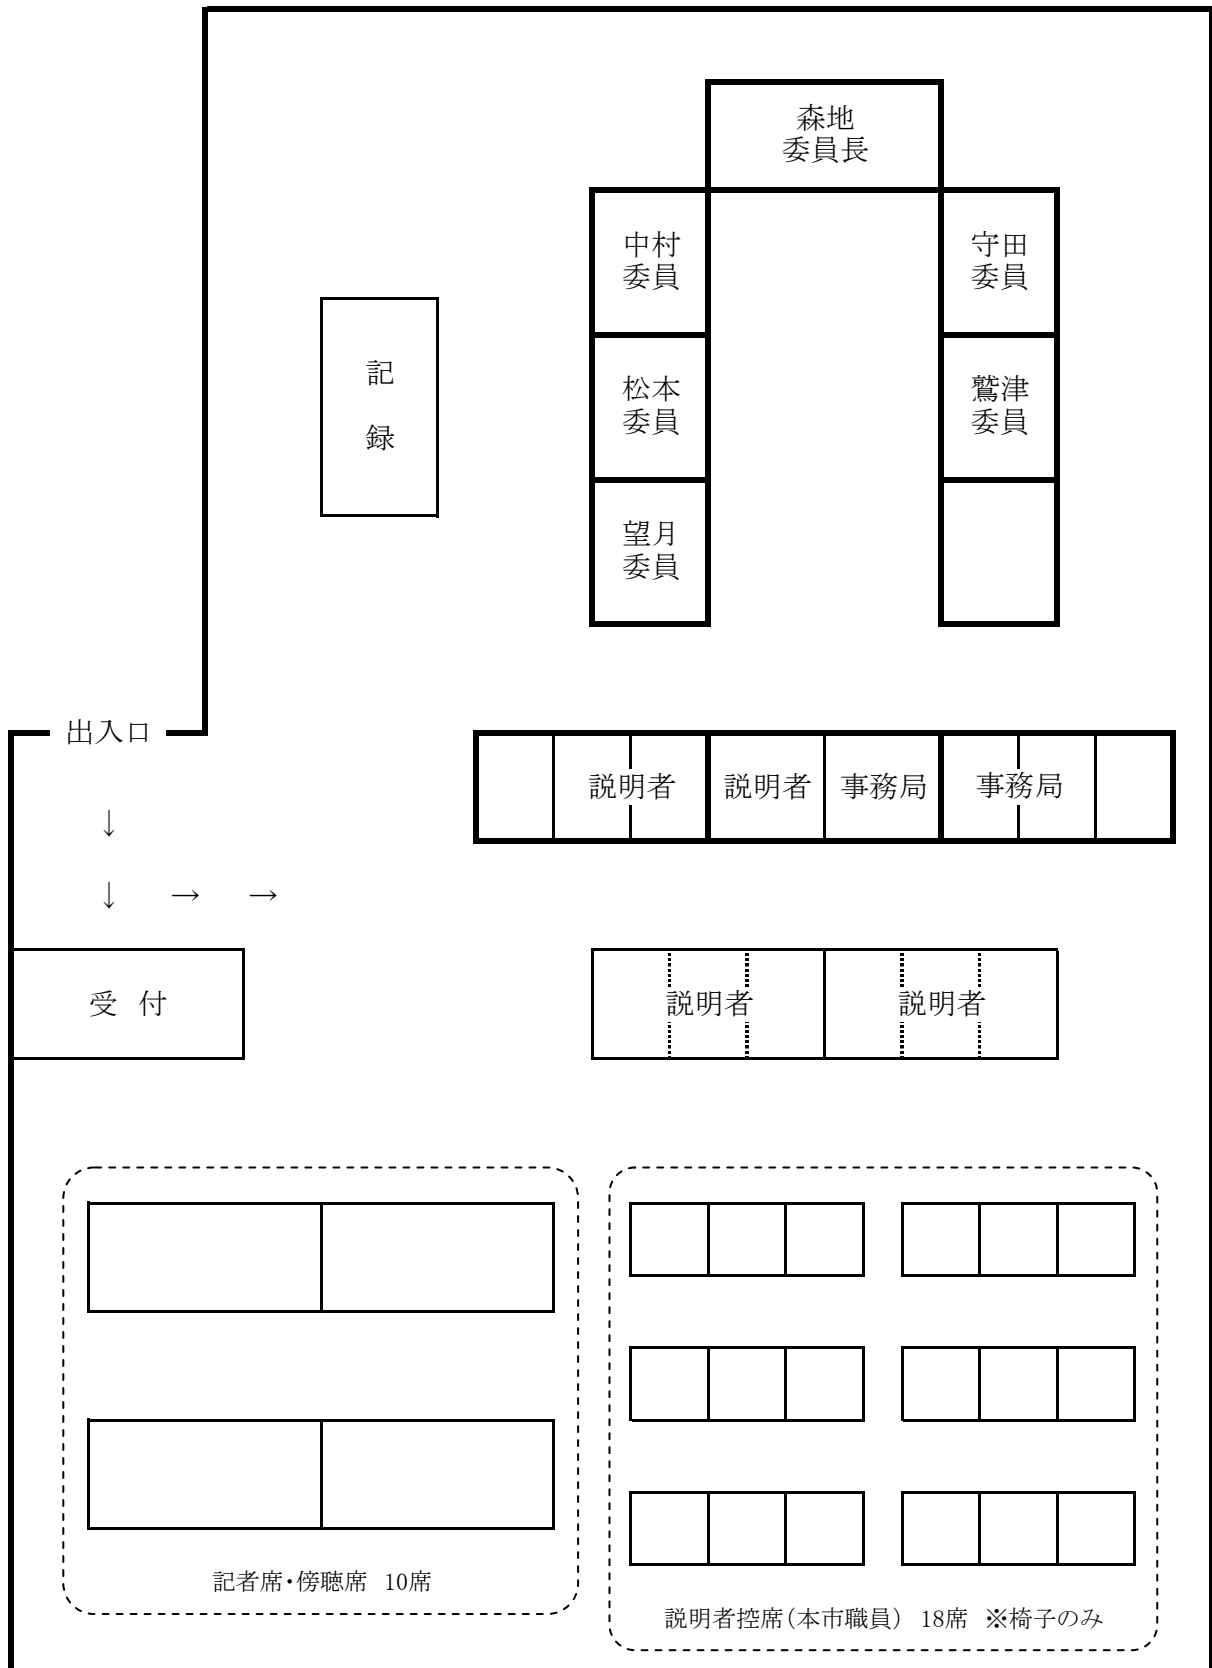 森地
委員長
中村
委員
守田
委員
記
録
松本
委員
鷲津
委員
望月
委員
出入口
説明者
説明者
事務局
事務局
↓
↓ → →
受 付
説明者
説明者
記者席・傍聴席 10席
説明者控席(本市職員) 18席 ※椅子のみ